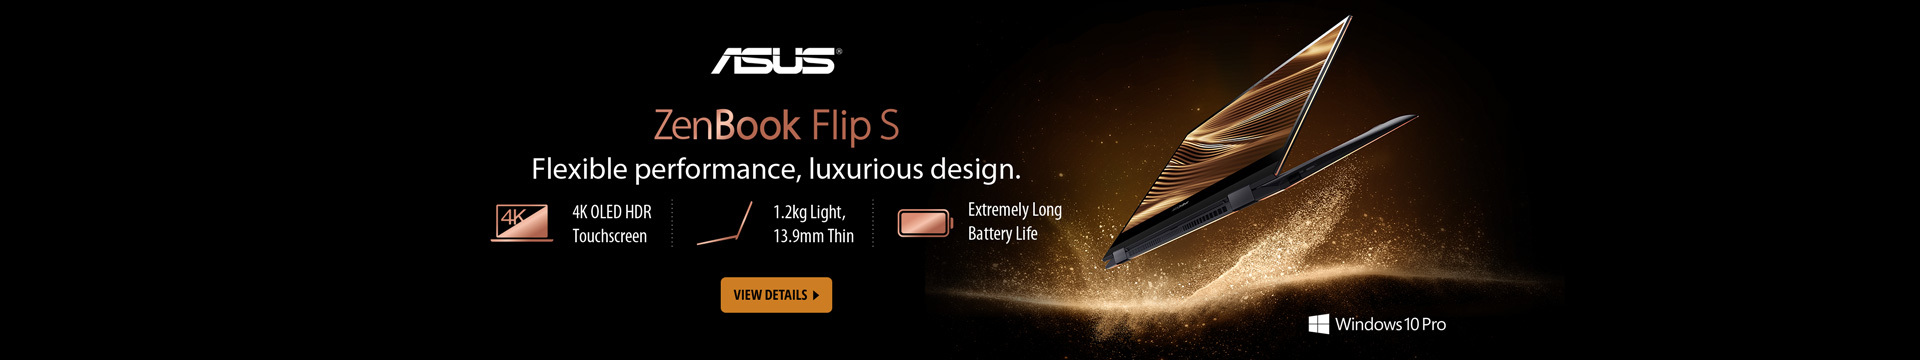 ASUS®
ZenBook Flip S
Flexible performance, luxurious design.
4K
4K OLED HDR
Touchscreen
1.2kg Light,
13.9mm Thin
Extremely Long
Battery Life
VIEW DETAILS
Windows 10 Pro